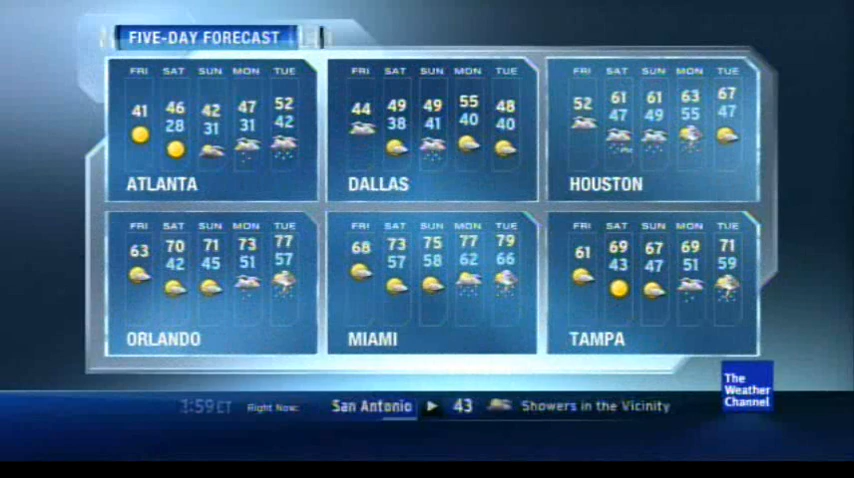 FIVE-DAY FORECAST
FRI SAT SUN MON TUE
41 46 42 47 52
28 31 31 42
ATLANTA
FRI SAT SUN MON TUE
44 49 49 55 48
38 41 40 40
DALLAS
FRI SAT SUN MON TUE
52 61 61 63 67
47 49 55 47
HOUSTON
FRI SAT SUN MON TUE
63 70 71 73 77
42 45 51 57
ORLANDO
FRI SAT SUN MON TUE
68 73 75 77 79
57 58 62 66
MIAMI
FRI SAT SUN MON TUE
61 69 67 69 71
43 47 51 59
TAMPA
The
Weather
Channel
Right Now: San Antonio 43 Showers in the Vicinity